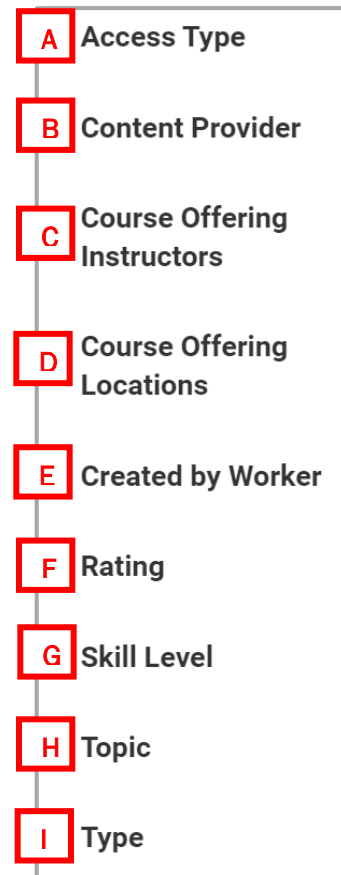 A Access Type
B Content Provider
C Course Offering
Instructors
D Course Offering
Locations
E Created by Worker
F Rating
G Skill Level
H Topic
I Type